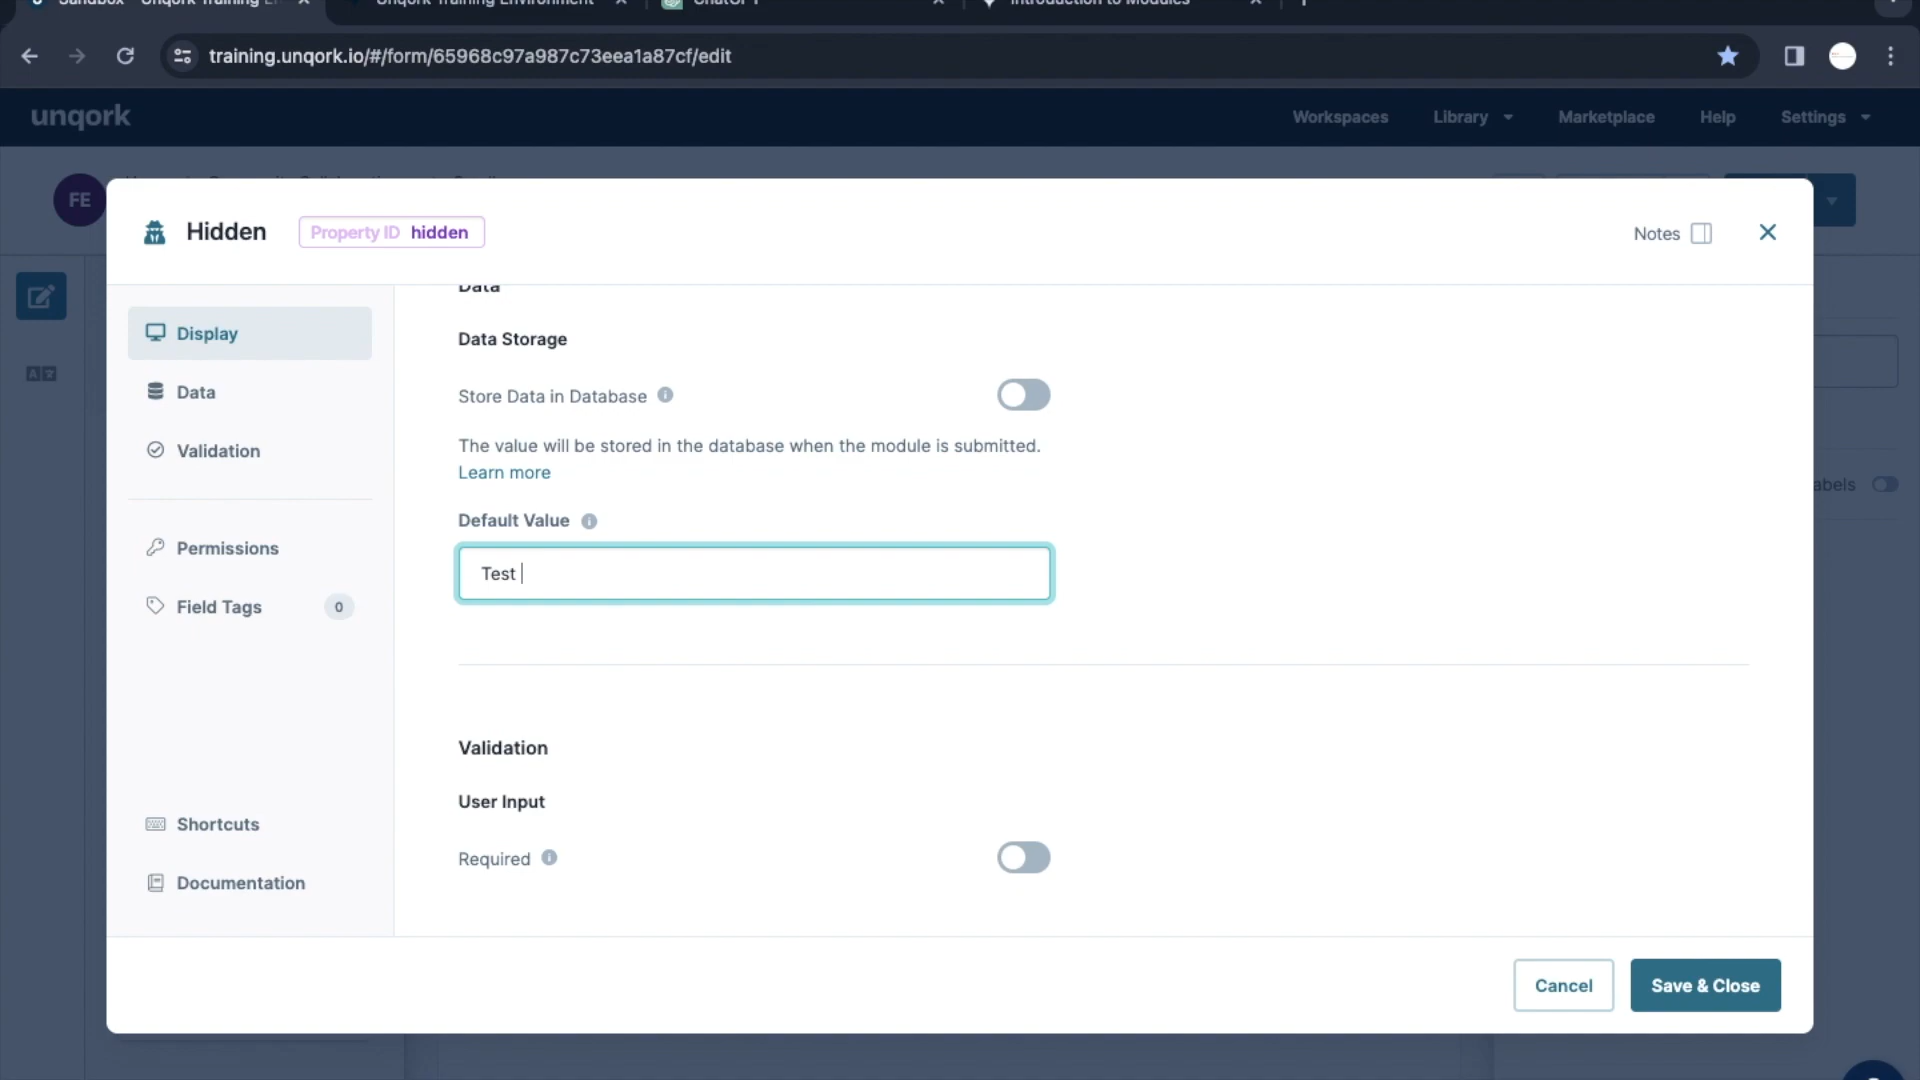 Sandbox - Unqork Training E
Unqork Training Environment
ChatGPT
Introduction to Modules
training.unqork.io/#/form/65968c97a987c73eea1a87cf/edit
unqork
Workspaces
Library
Marketplace
Help
Settings
FE
Hidden
Property ID hidden
Notes
Display
Data
Validation
Permissions
Field Tags 0
Shortcuts
Documentation
Data
Data Storage
Store Data in Database
The value will be stored in the database when the module is submitted.
Learn more
Default Value
Test
Validation
User Input
Required
abels
Cancel
Save & Close